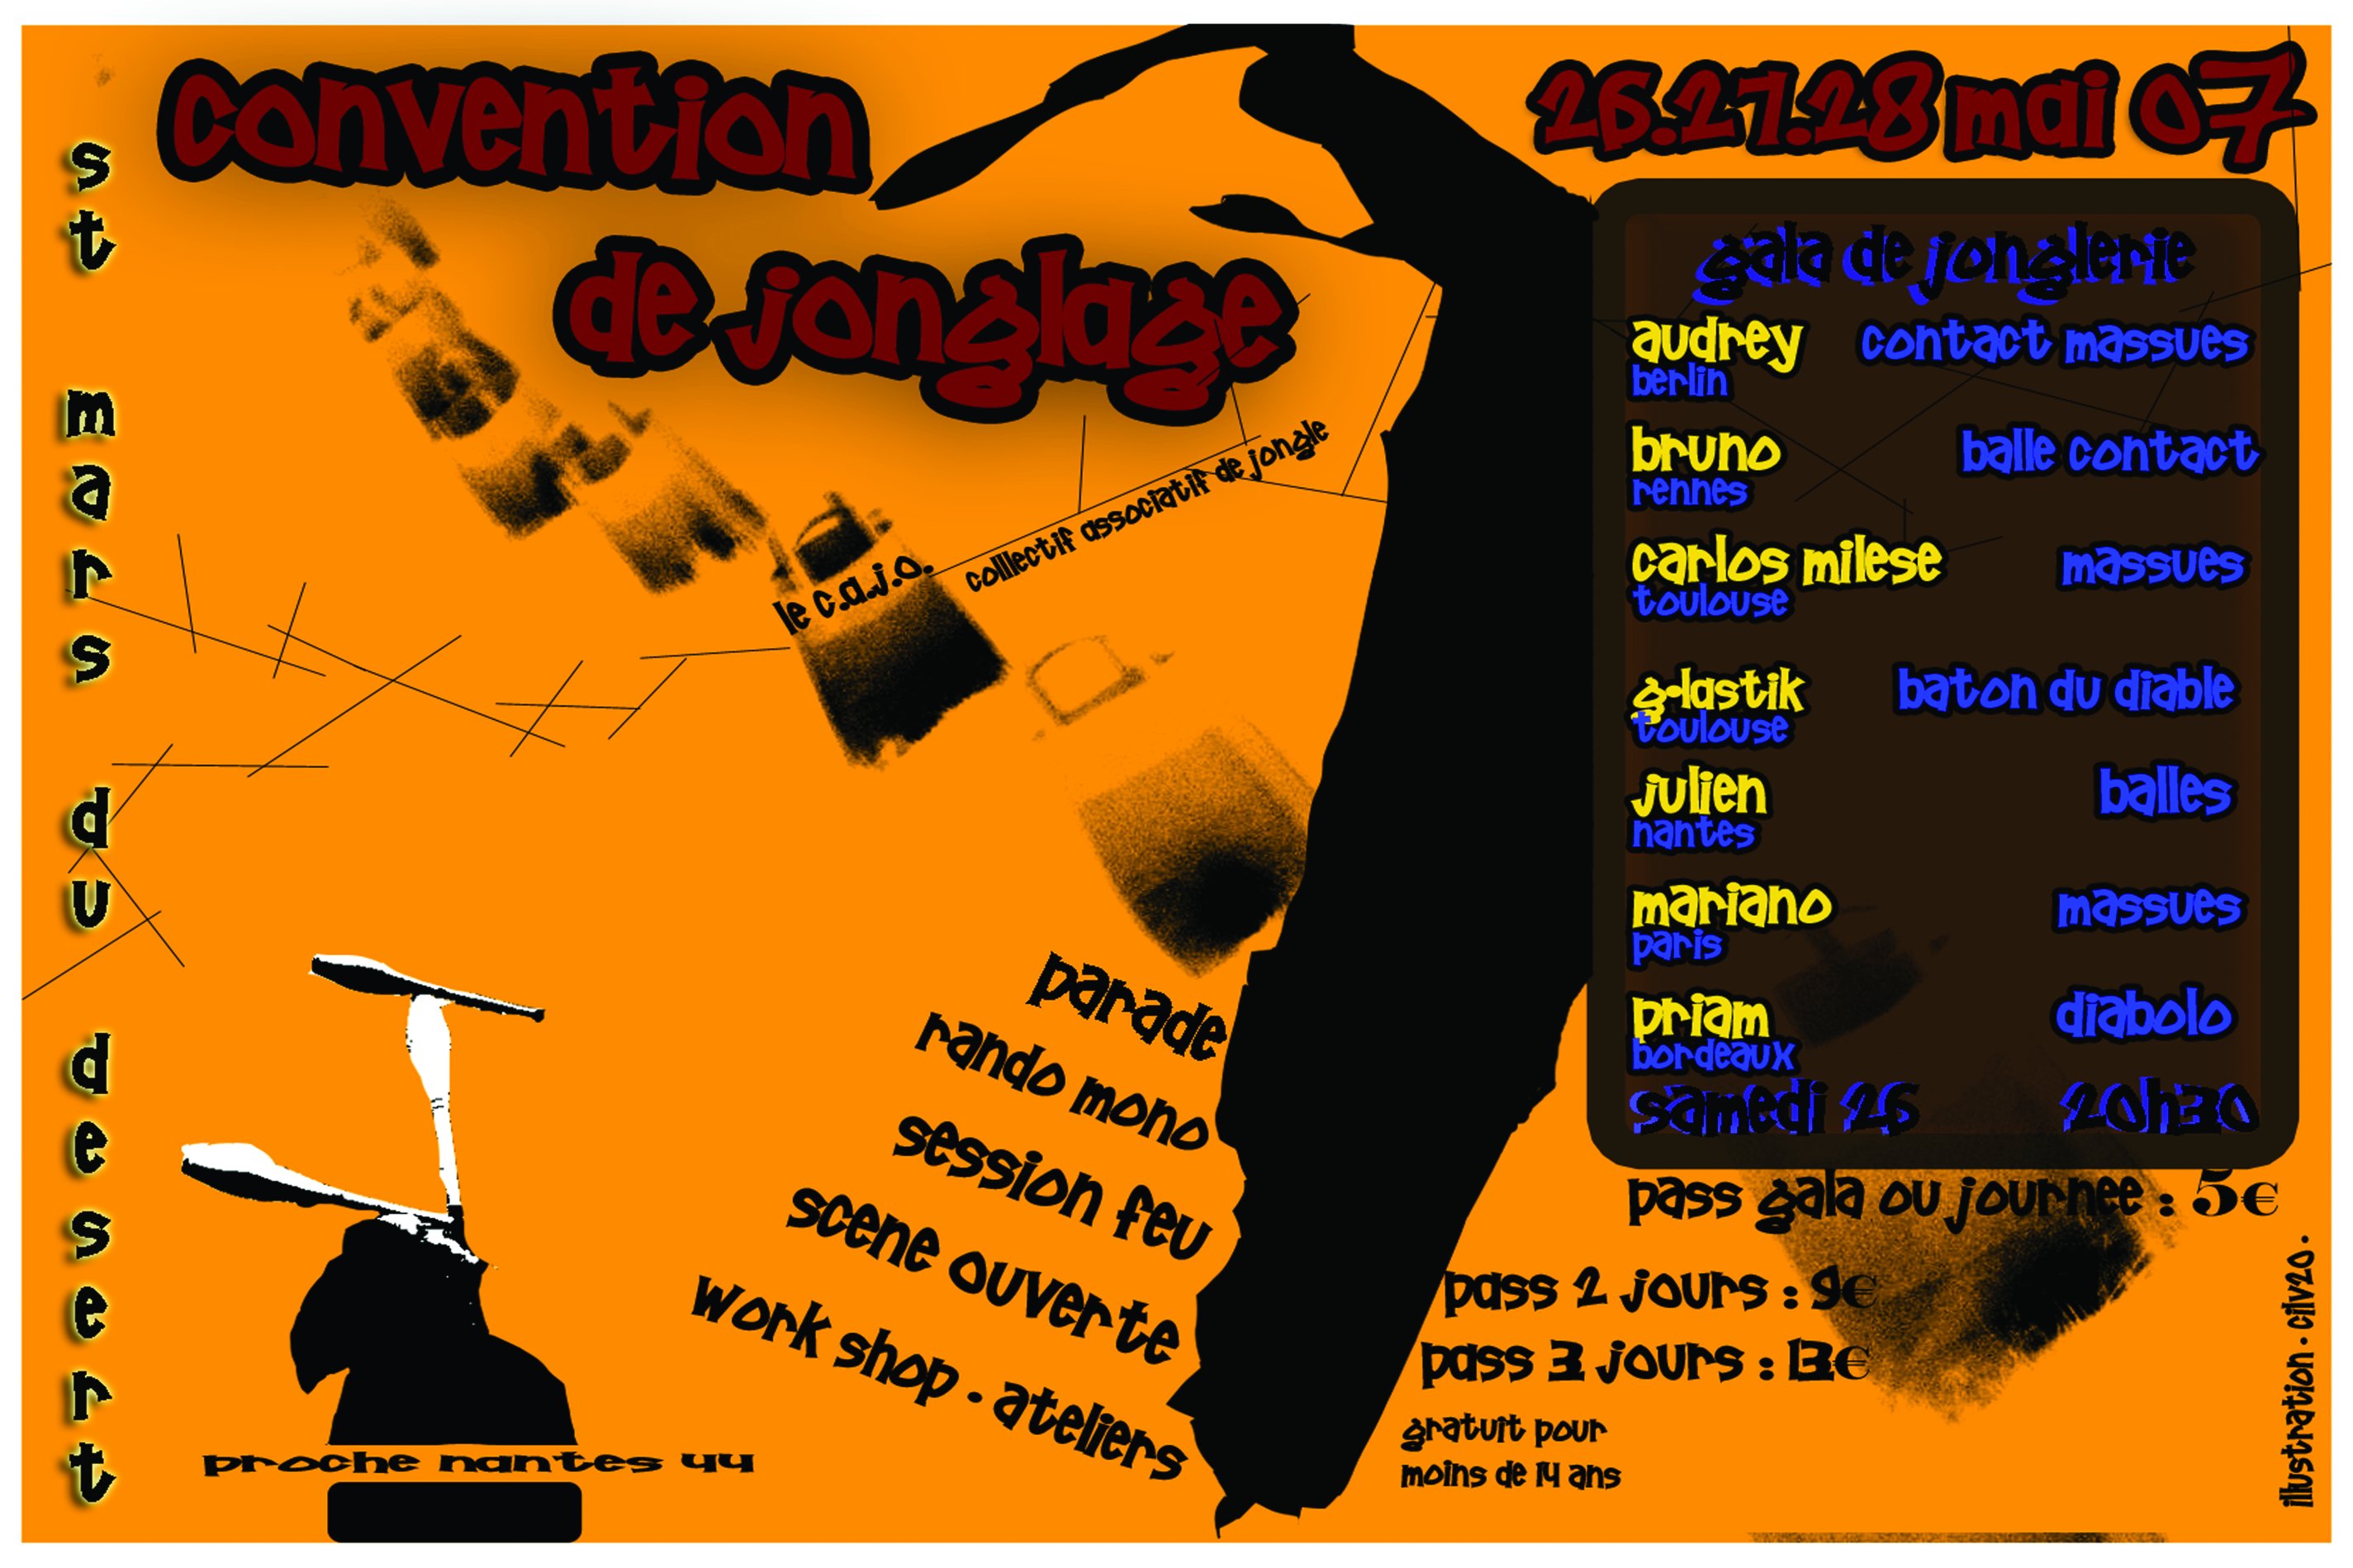 convention
de jonglage
26.27.28 mai 07
st mars du desert
le c.a.j.o.
colllectif associatif de jongle
gala de jonglerie
audrey contact massues
berlin
bruno balle contact
rennes
carlos milese massues
toulouse
g·lastik baton du diable
toulouse
julien balles
nantes
mariano massues
paris
priam diabolo
bordeaux
samedi 26 20h30
parade
rando mono
session feu
scene ouverte
work shop . ateliers
pass gala ou journee : 5€
pass 2 jours : 9€
pass 3 jours : 13€
gratuit pour
moins de 14 ans
proche nantes 44
illustration . cilv20 .